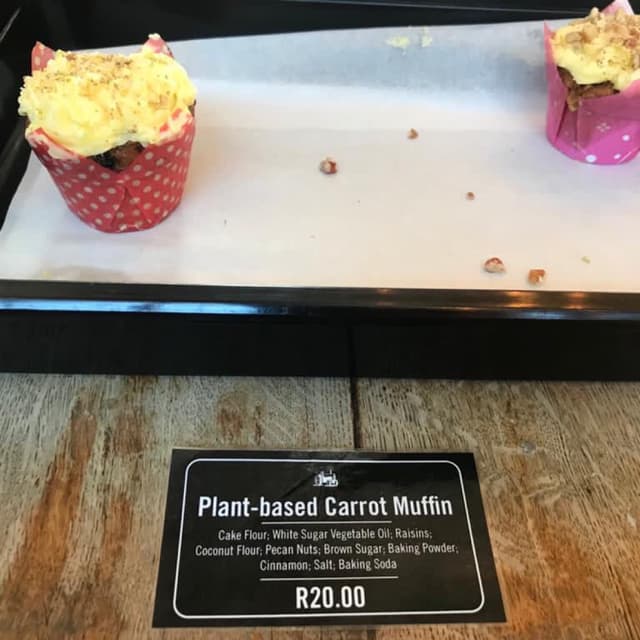 Plant-based Carrot Muffin
Cake Flour; White Sugar Vegetable Oil; Raisins;
Coconut Flour; Pecan Nuts; Brown Sugar; Baking Powder;
Cinnamon; Salt; Baking Soda
R20.00